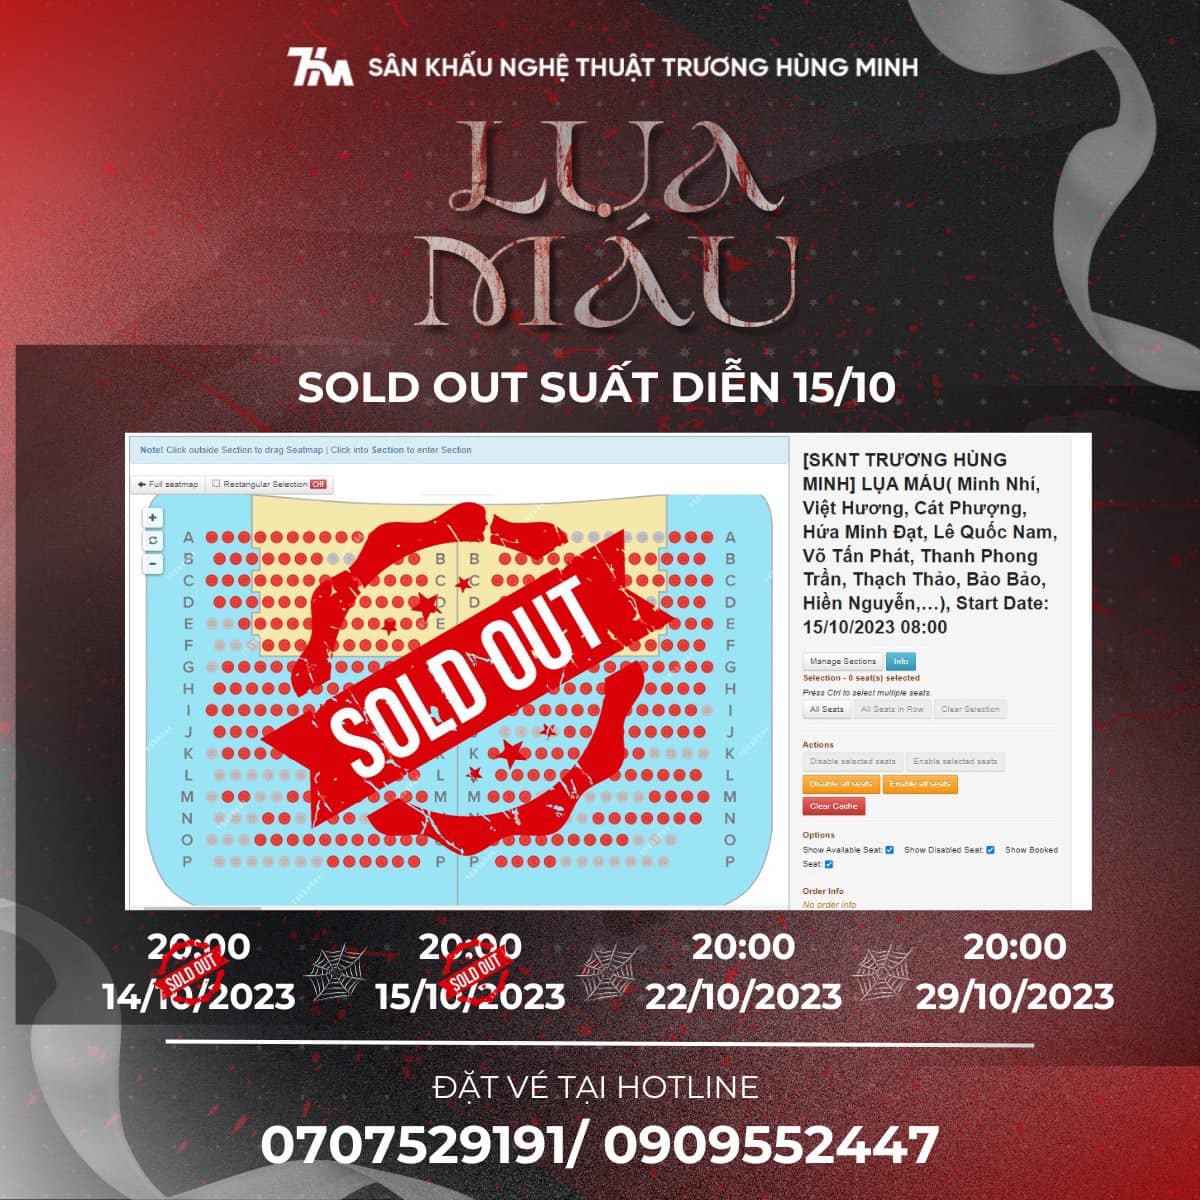 THM SÂN KHẤU NGHỆ THUẬT TRƯƠNG HÙNG MINH
LỤA
MÁU
SOLD OUT SUẤT DIỄN 15/10
Note! Click outside Section to drag Seatmap | Click into Section to enter Section
Full seatmap Rectangular Selection Off
+
−
A A
B B B B
C C C C
D D D D
E E E
F F
G G
H H
I I
J J
K K K
L L L L
M M M M
N N N
O O
P P P P
SOLD OUT
[SKNT TRƯƠNG HÙNG
MINH] LỤA MÁU( Minh Nhí,
Việt Hương, Cát Phượng,
Hứa Minh Đạt, Lê Quốc Nam,
Võ Tấn Phát, Thanh Phong
Trần, Thạch Thảo, Bảo Bảo,
Hiền Nguyễn,...), Start Date:
15/10/2023 08:00
Manage Sections Info
Selection - 0 seat(s) selected
Press Ctrl to select multiple seats.
All Seats All Seats in Row Clear Selection
Actions
Disable selected seats Enable selected seats
Disable all seats Enable all seats
Clear Cache
Options
Show Available Seat: Show Disabled Seat: Show Booked
Seat:
Order Info
No order info
20:00 20:00 20:00 20:00
SOLD OUT SOLD OUT
14/10/2023 15/10/2023 22/10/2023 29/10/2023
ĐẶT VÉ TẠI HOTLINE
0707529191/ 0909552447